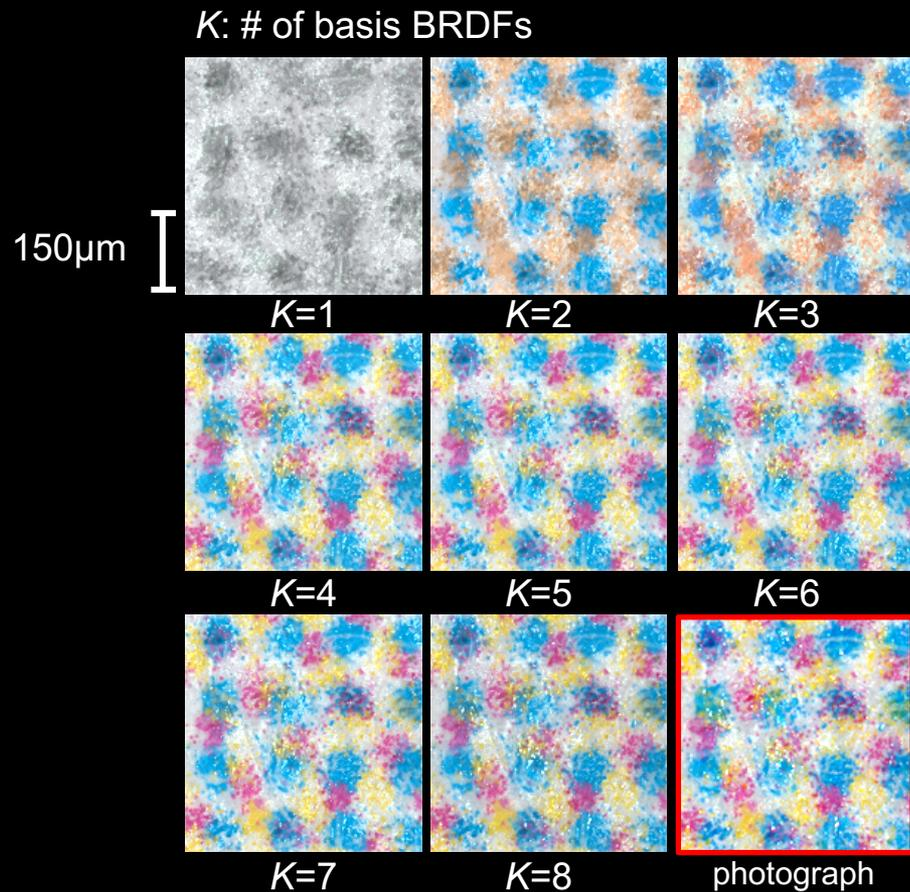 K: # of basis BRDFs
150μm
K=1 K=2 K=3
K=4 K=5 K=6
K=7 K=8 photograph